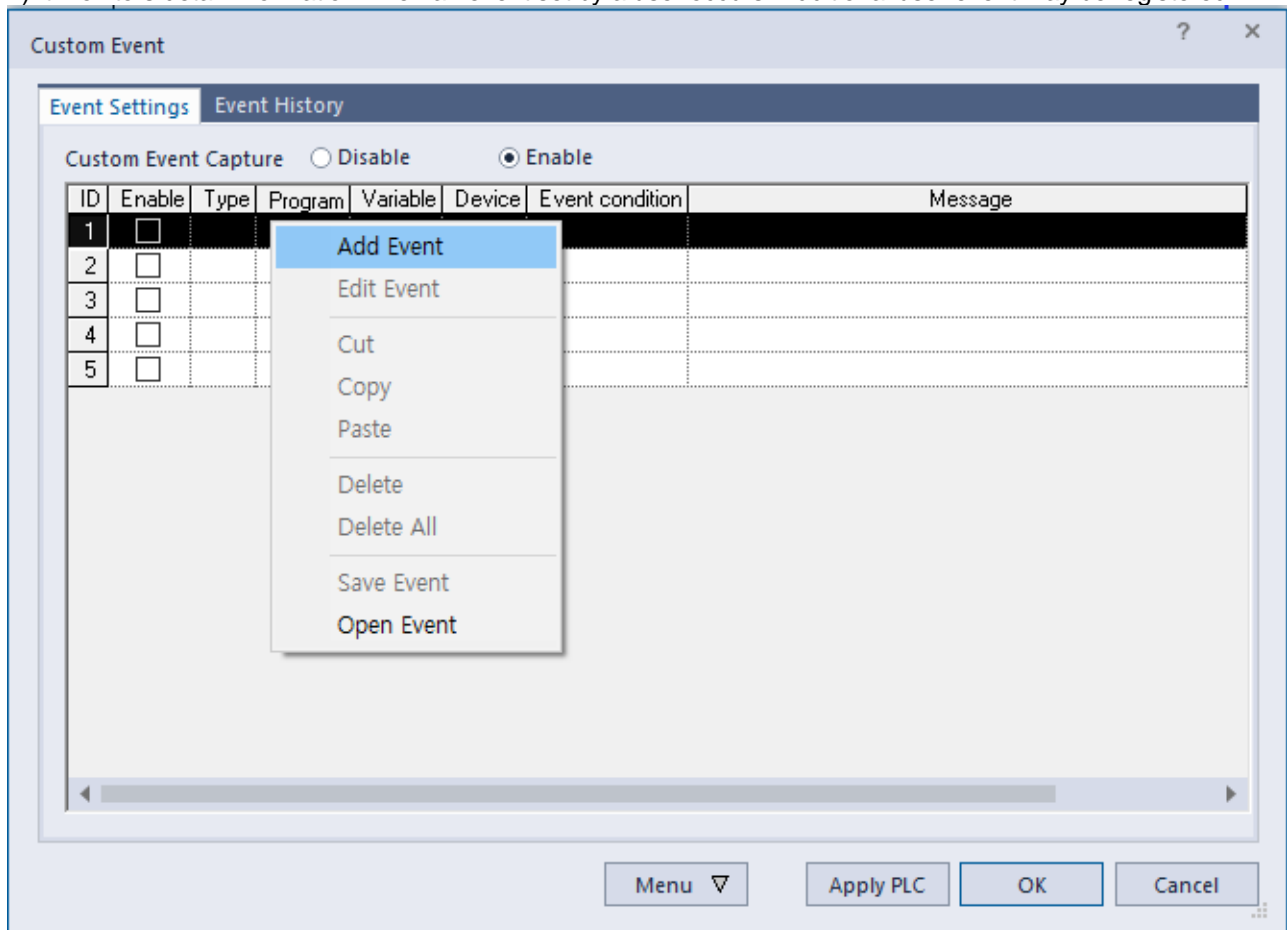 Custom Event
? ×
Event Settings Event History
Custom Event Capture Disable Enable
ID Enable Type Program Variable Device Event condition Message
1
2
3
4
5
Add Event
Edit Event
Cut
Copy
Paste
Delete
Delete All
Save Event
Open Event
Menu ▽ Apply PLC OK Cancel